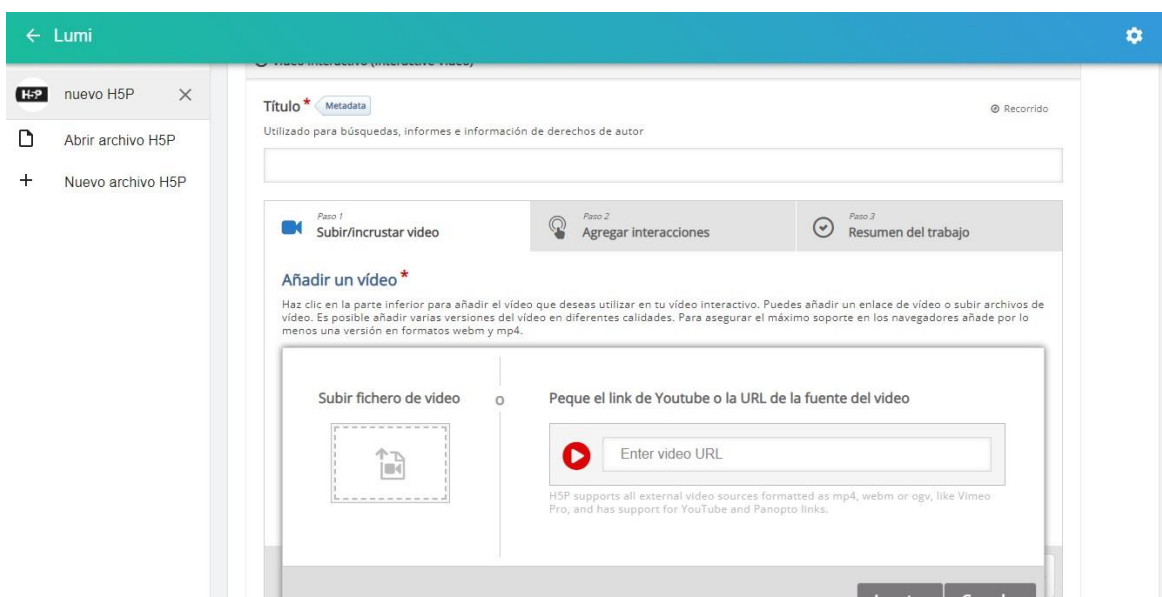 Lumi
Vídeo interactivo (Interactive Video)
H-P nuevo H5P
Abrir archivo H5P
Nuevo archivo H5P
Título * Metadata
Recorrido
Utilizado para búsquedas, informes e información de derechos de autor
Paso 1
Subir/incrustar video
Paso 2
Agregar interacciones
Paso 3
Resumen del trabajo
Añadir un vídeo *
Haz clic en la parte inferior para añadir el vídeo que deseas utilizar en tu vídeo interactivo. Puedes añadir un enlace de vídeo o subir archivos de
vídeo. Es posible añadir varias versiones del vídeo en diferentes calidades. Para asegurar el máximo soporte en los navegadores añade por lo
menos una versión en formatos webm y mp4.
Subir fichero de video
o
Peque el link de Youtube o la URL de la fuente del video
Enter video URL
H5P supports all external video sources formatted as mp4, webm or ogv, like Vimeo
Pro, and has support for YouTube and Panopto links.